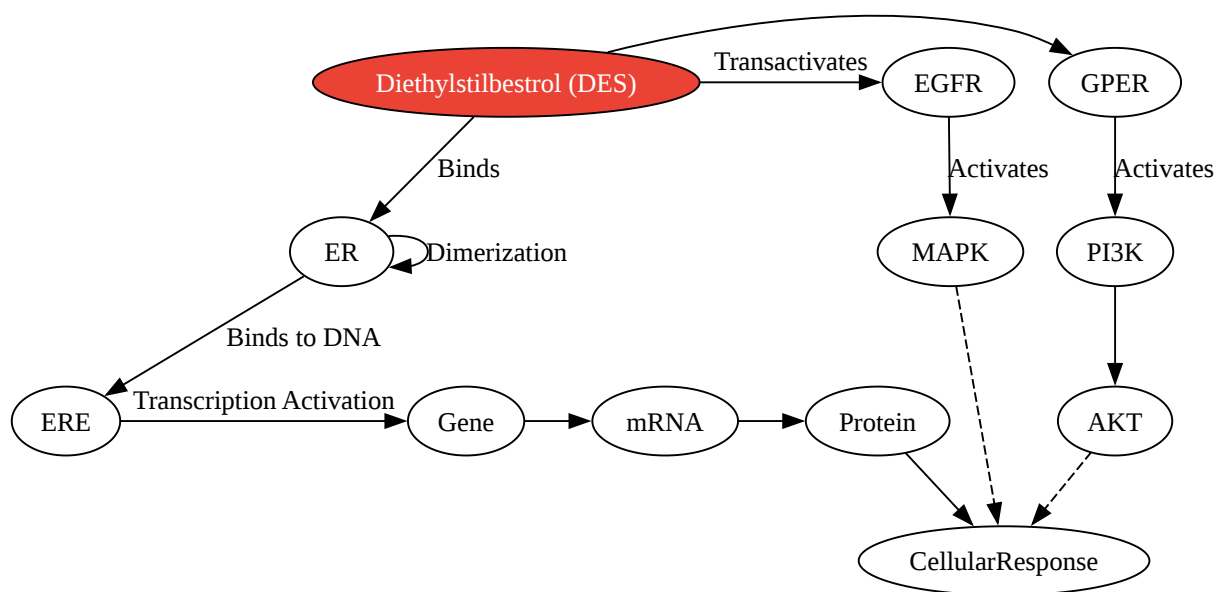 Transactivates
Diethylstilbestrol (DES)
EGFR
GPER
Binds
Activates
Activates
ER
Dimerization
MAPK
PI3K
Binds to DNA
Transcription Activation
ERE
Gene
mRNA
Protein
AKT
CellularResponse